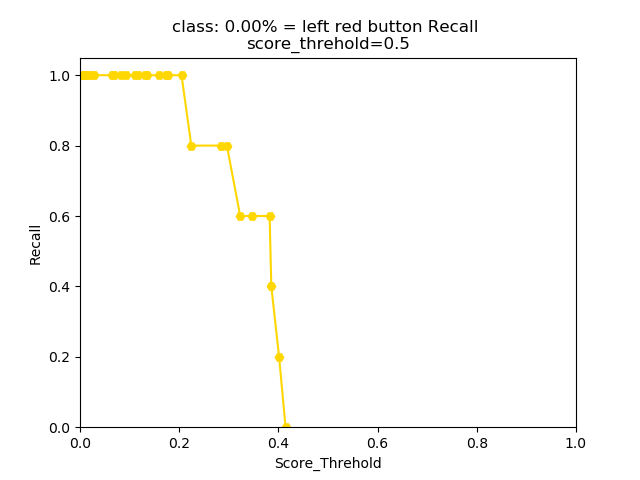 class: 0.00% = left red button Recall
score_threhold=0.5
1.0
0.8
0.6
0.4
0.2
0.0
Recall
0.0 0.2 0.4 0.6 0.8 1.0
Score_Threhold